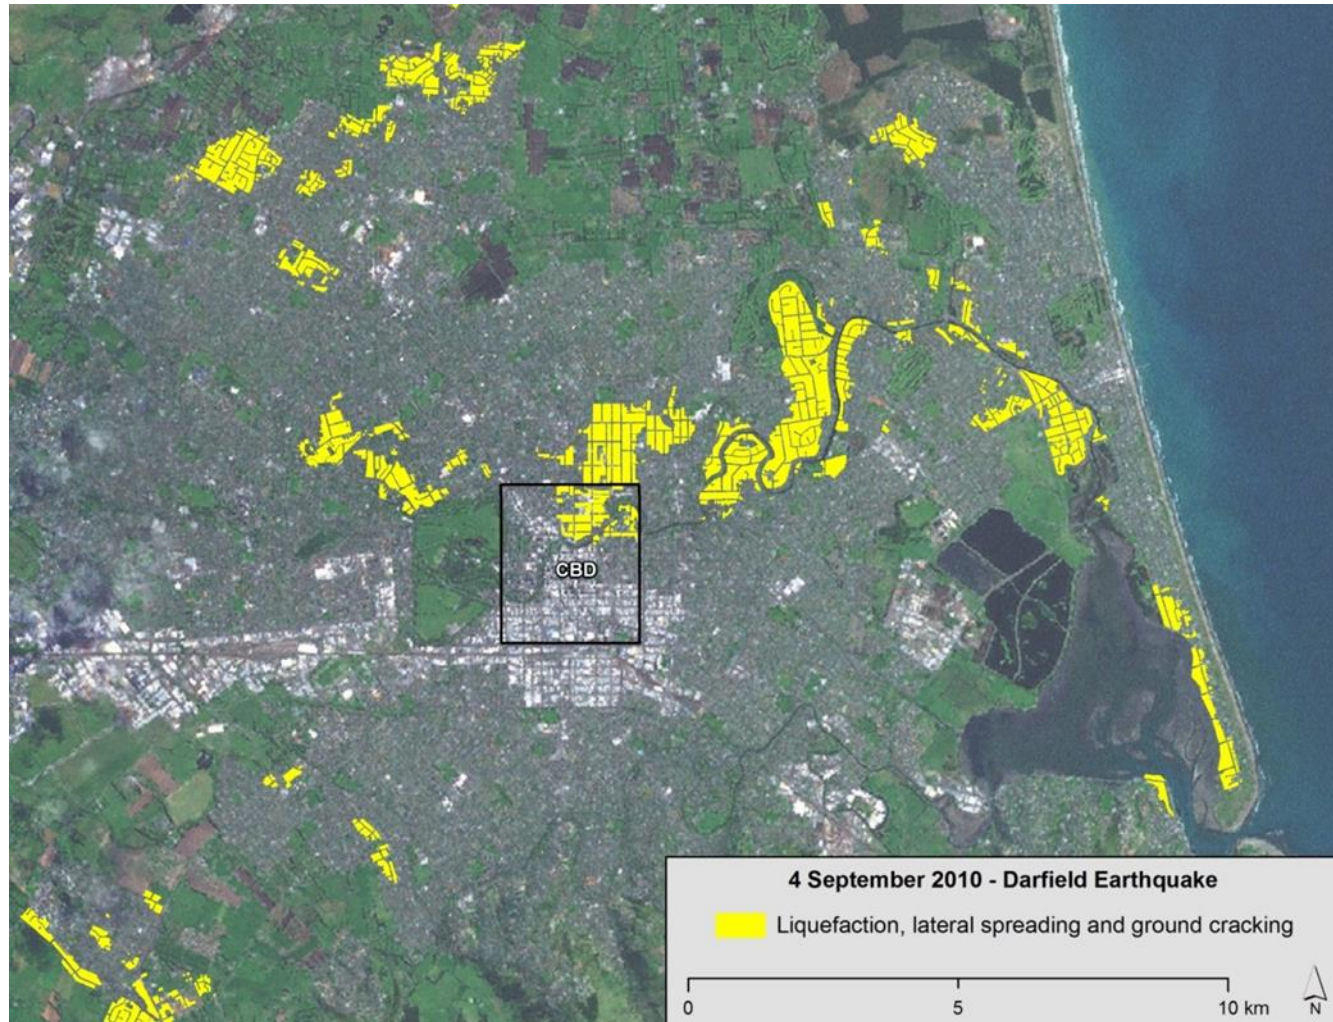 CBD
4 September 2010 - Darfield Earthquake
Liquefaction, lateral spreading and ground cracking
0 5 10 km
N